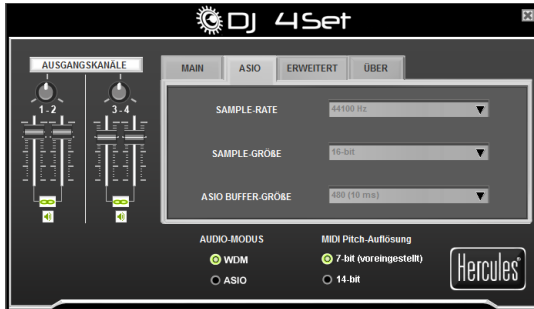 DJ 4Set
AUSGANGSKANÄLE
1-2
3-4
MAIN
ASIO
ERWEITERT
ÜBER
SAMPLE-RATE
44100 Hz
SAMPLE-GRÖßE
16-bit
ASIO BUFFER-GRÖßE
480 (10 ms)
AUDIO-MODUS
WDM
ASIO
MIDI Pitch-Auflösung
7-bit (voreingestellt)
14-bit
Hercules